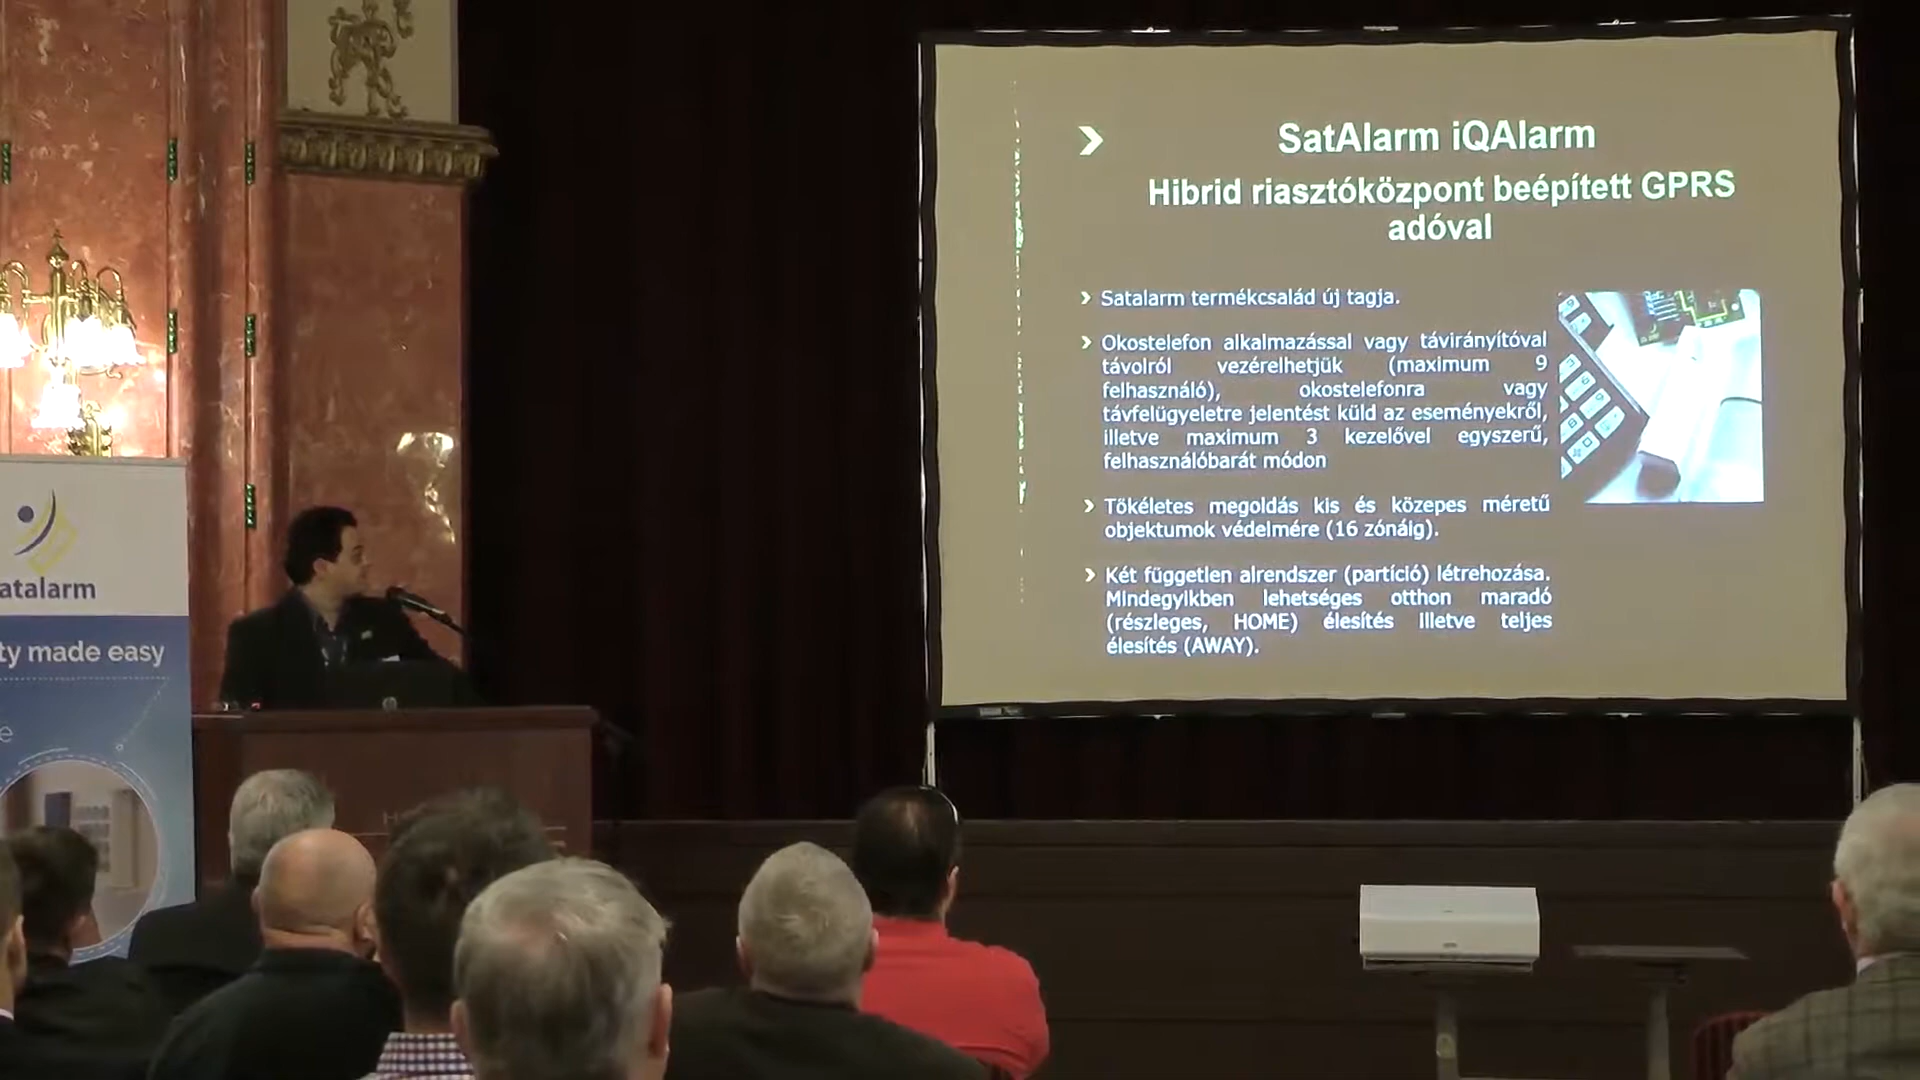 SatAlarm iQAlarm
Hibrid riasztóközpont beépített GPRS
adóval
Satalarm termékcsalád új tagja.
Okostelefon alkalmazással vagy távirányítóval
távolról vezérelhetjük (maximum 9
felhasználó), okostelefonra vagy
távfelügyeletre jelentést küld az eseményekről,
illetve maximum 3 kezelővel egyszerű,
felhasználóbarát módon
Tökéletes megoldás kis és közepes méretű
objektumok védelmére (16 zónáig).
Két független alrendszer (partíció) létrehozása.
Mindegyikben lehetséges otthon maradó
(részleges, HOME) élesítés illetve teljes
élesítés (AWAY).
atalarm
ty made easy
e